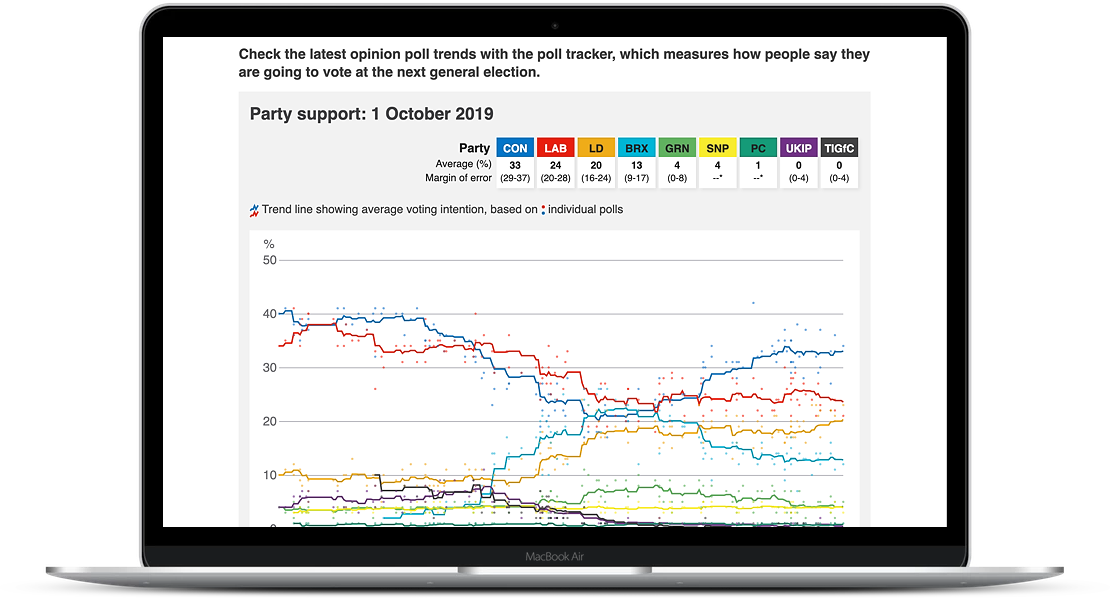 Check the latest opinion poll trends with the poll tracker, which measures how people say they
are going to vote at the next general election.
Party support: 1 October 2019
Party CON LAB LD BRX GRN SNP PC UKIP TIGfC
Average (%) 33 24 20 13 4 4 1 0 0
Margin of error (29-37) (20-28) (16-24) (9-17) (0-8) --* --* (0-4) (0-4)
Trend line showing average voting intention, based on individual polls
%
50
40
30
20
10
0
MacBook Air